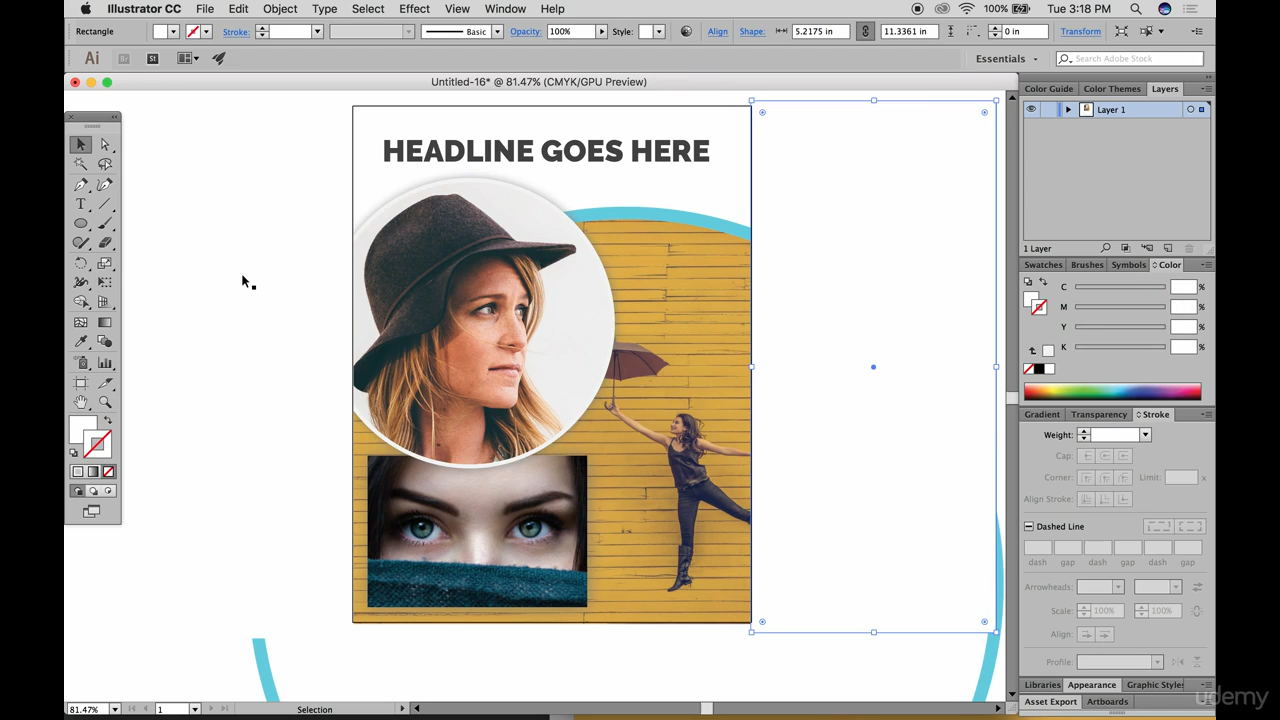 Illustrator CC File Edit Object Type Select Effect View Window Help 100% Tue 3:18 PM
Rectangle Stroke: Basic Opacity: 100% Style: Align Shape: 5.2175 in 11.3361 in 0 in Transform
Ai Br St Essentials Search Adobe Stock
Untitled-16* @ 81.47% (CMYK/GPU Preview)
Color Guide Color Themes Layers
Layer 1
HEADLINE GOES HERE
1 Layer
Swatches Brushes Symbols Color
C %
M %
Y %
K %
Gradient Transparency Stroke
Weight:
Cap:
Corner: Limit: x
Align Stroke:
Dashed Line
dash gap dash gap dash gap
Arrowheads:
Scale: 100% 100%
Align:
Profile:
Libraries Appearance Graphic Styles
Asset Export Artboards
81.47% 1 Selection
udemy